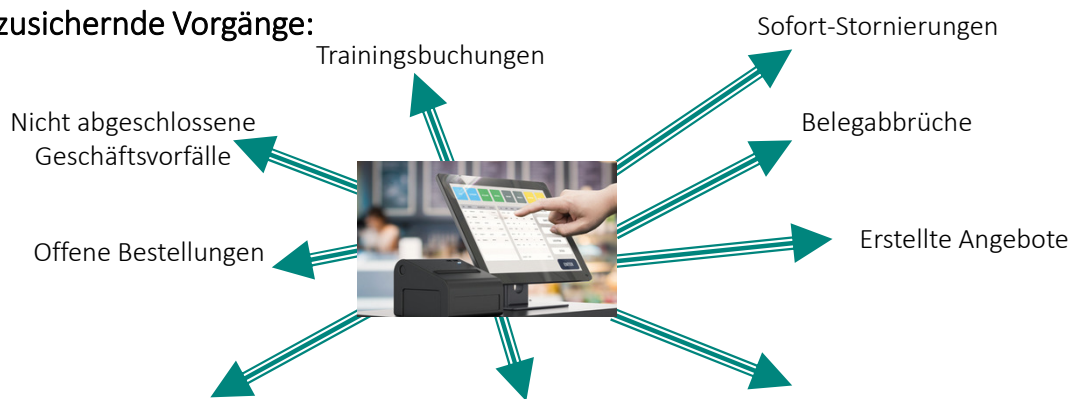 zusichernde Vorgänge:
Trainingsbuchungen
Sofort-Stornierungen
Nicht abgeschlossene
Geschäftsvorfälle
Belegabbrüche
Offene Bestellungen
Erstellte Angebote